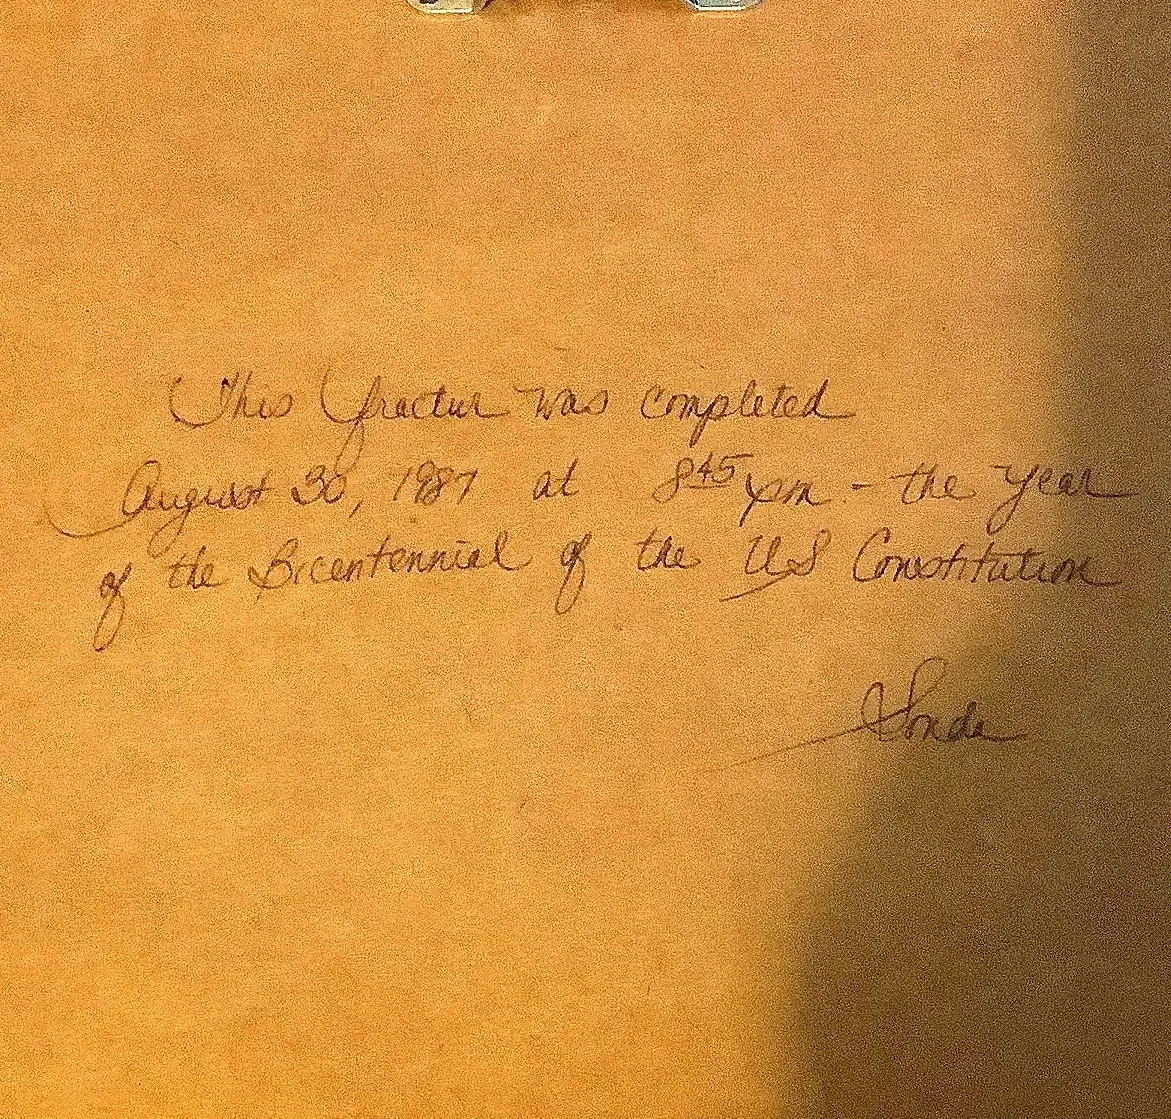 This Fractur was completed
August 30, 1987 at 8 45 pm - the year
of the Bicentennial of the US Constitution